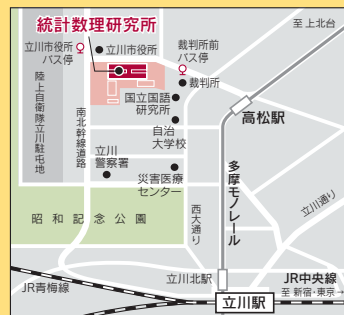 統計数理研究所
至 上北台
立川市役所
バス停
立川市役所
裁判所前
バス停
裁判所
国立国語
研究所
高松駅
自治
大学校
陸上自衛隊立川駐屯地
南北幹線道路
立川
警察署
災害医療
センター
多摩モノレール
立川通り
西大通り
昭和記念公園
立川北駅
JR中央線
至 新宿・東京→
JR青梅線
立川駅